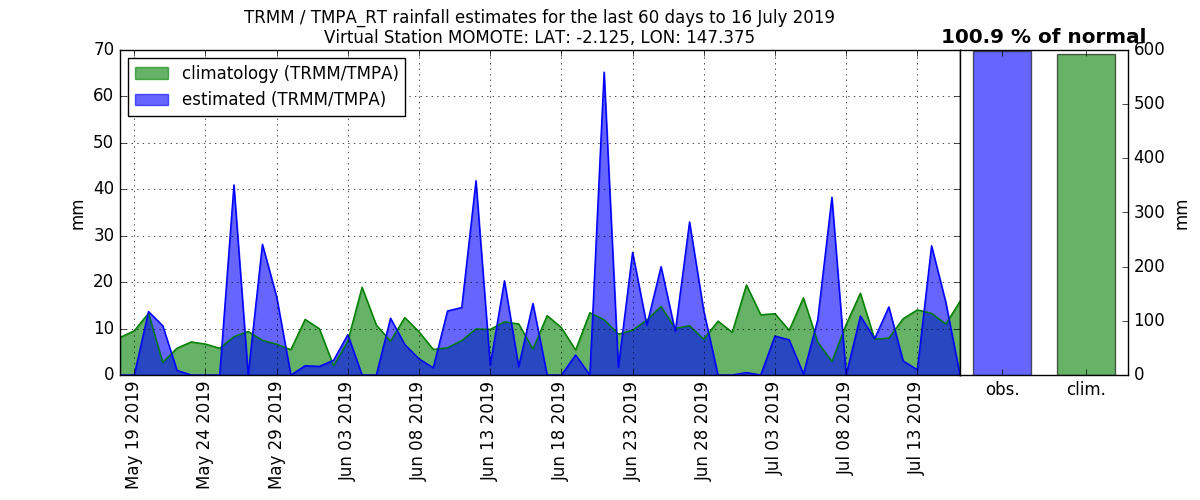 TRMM / TMPA_RT rainfall estimates for the last 60 days to 16 July 2019
Virtual Station MOMOTE: LAT: -2.125, LON: 147.375
100.9 % of normal
climatology (TRMM/TMPA)
estimated (TRMM/TMPA)
mm
70
60
50
40
30
20
10
0
May 19 2019
May 24 2019
May 29 2019
Jun 03 2019
Jun 08 2019
Jun 13 2019
Jun 18 2019
Jun 23 2019
Jun 28 2019
Jul 03 2019
Jul 08 2019
Jul 13 2019
obs.
clim.
600
500
400
300
200
100
0
mm